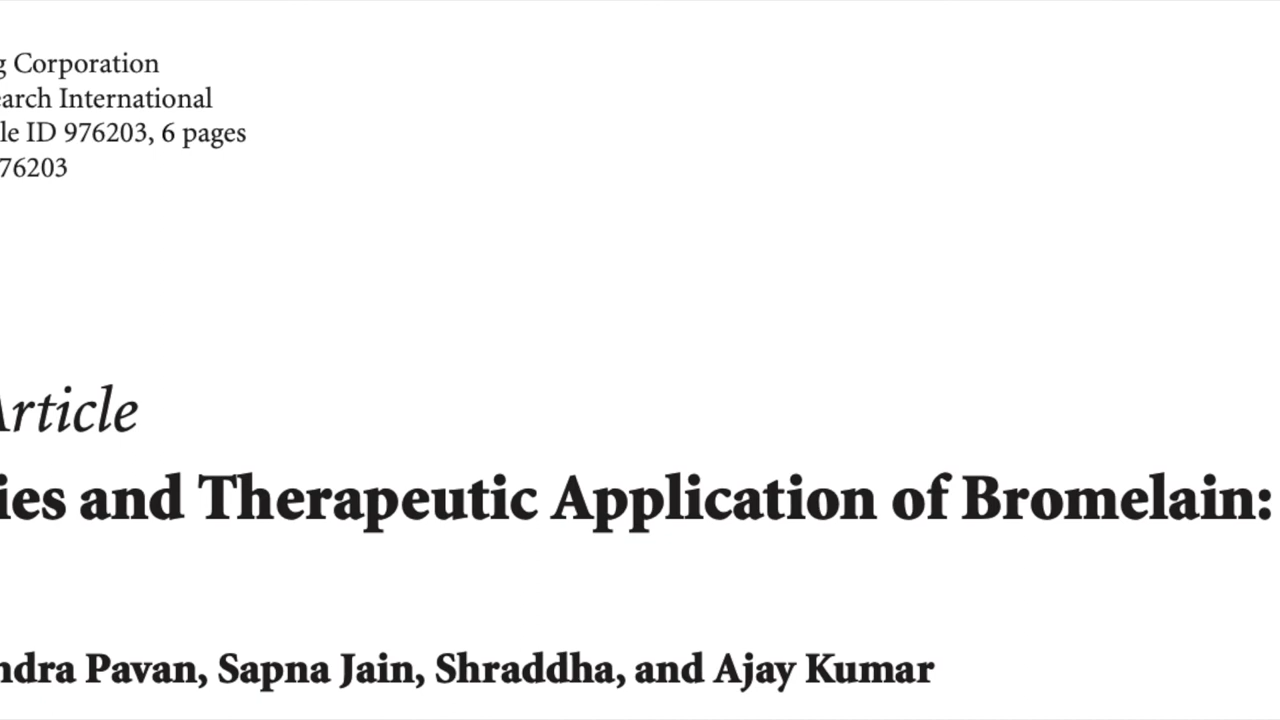 g Corporation
earch International
le ID 976203, 6 pages
76203
Article
ies and Therapeutic Application of Bromelain:
ndra Pavan, Sapna Jain, Shraddha, and Ajay Kumar